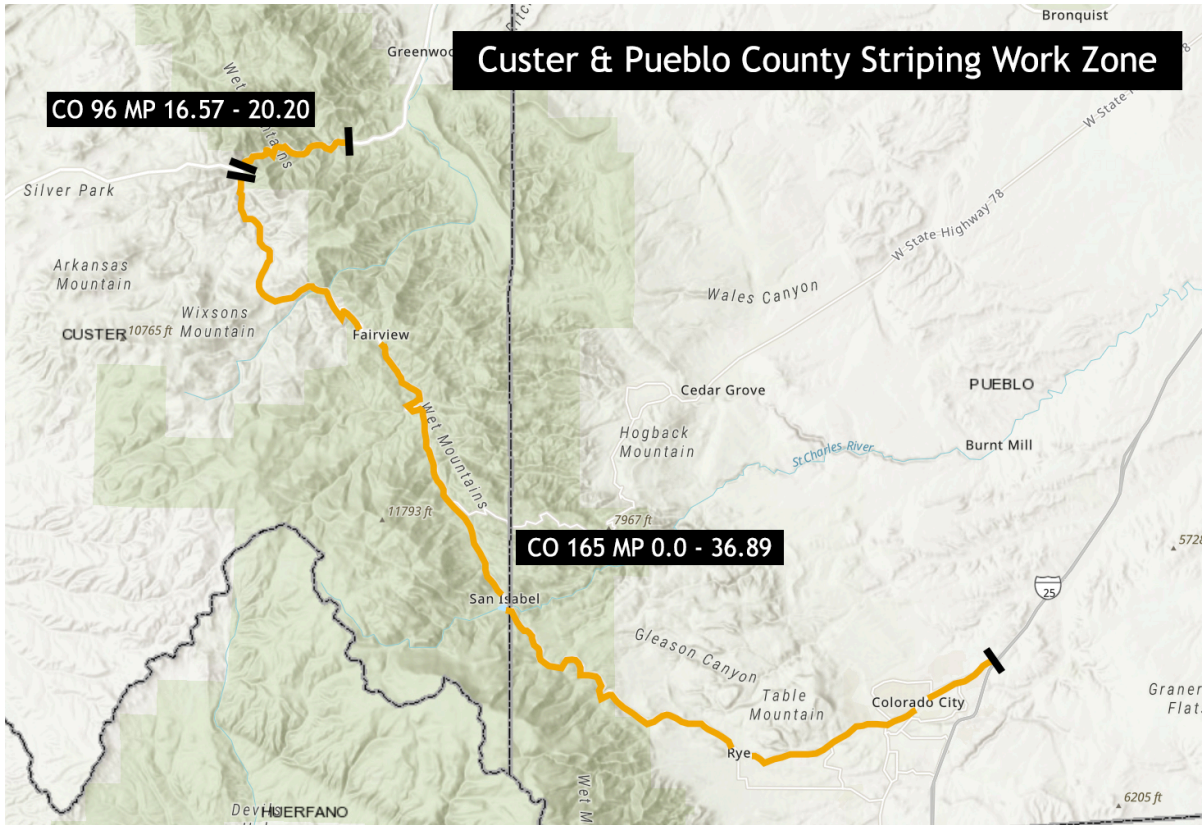 Bronquist
Custer & Pueblo County Striping Work Zone
CO 96 MP 16.57 - 20.20
Wet Mountains
Silver Park
W State Highway 78
Arkansas
Mountain
Wales Canyon
Wixsons
Mountain
CUSTER
10765 ft
Fairview
Cedar Grove
PUEBLO
Wet Mountains
Hogback
Mountain
St Charles River
Burnt Mill
11793 ft
7967 ft
CO 165 MP 0.0 - 36.89
25
San Isabel
Gleason Canyon
Table
Mountain
Colorado City
Rye
6205 ft
HUERFANO